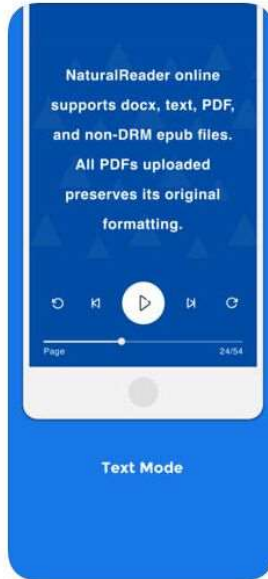 NaturalReader online
supports docx, text, PDF,
and non-DRM epub files.
All PDFs uploaded
preserves its original
formatting.
Page 24/54
Text Mode